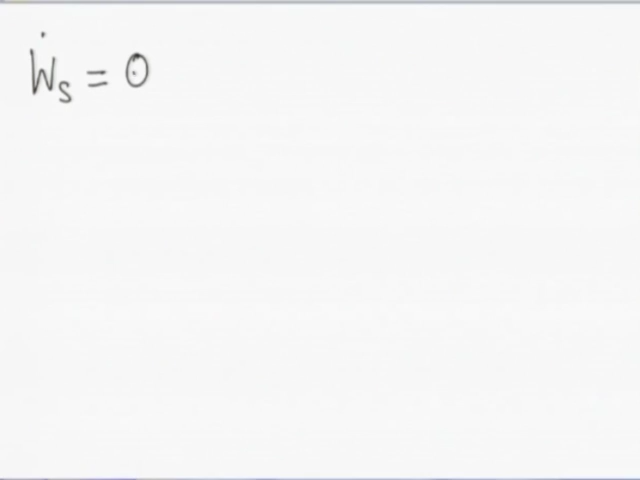 Ẇₛ = 0